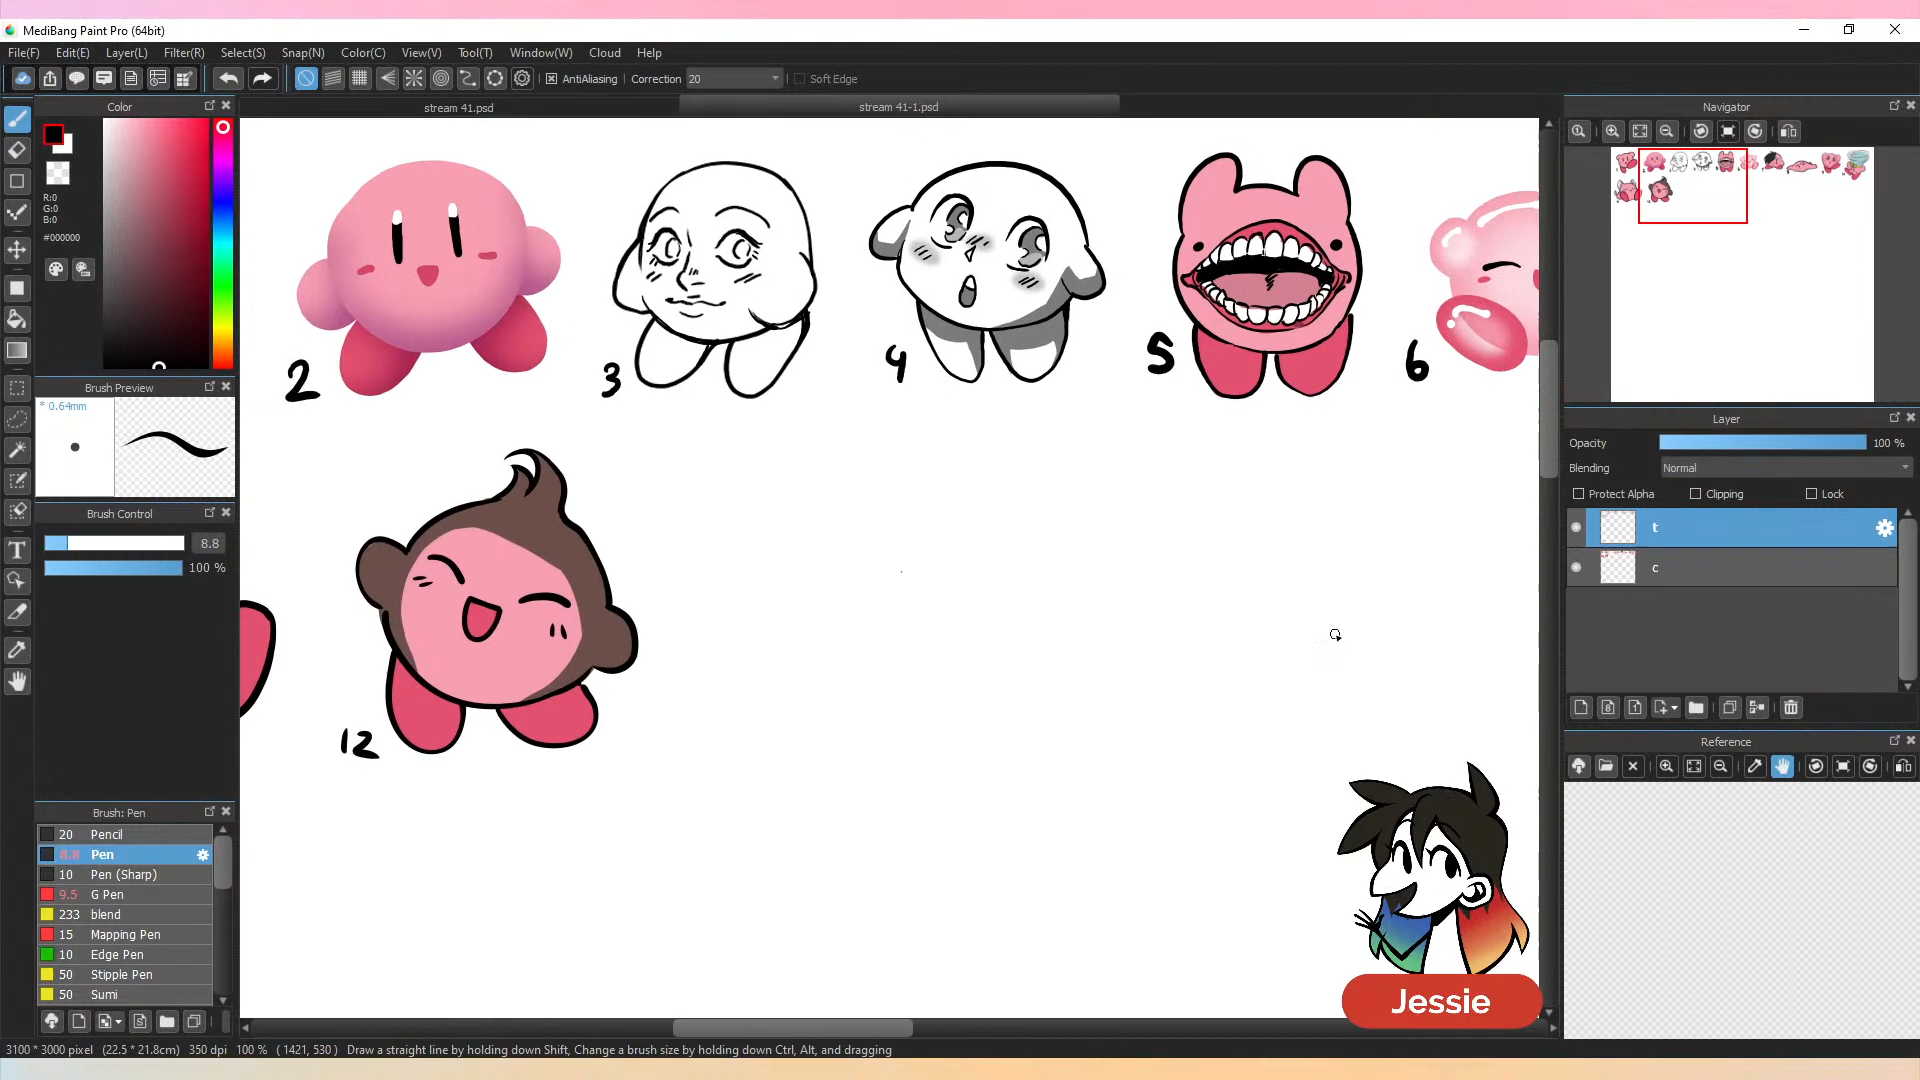 MediBang Paint Pro (64bit)
File(F) Edit(E) Layer(L) Filter(R) Select(S) Snap(N) Color(C) View(V) Tool(T) Window(W) Cloud Help
AntiAliasing Correction 20 Soft Edge
Color
stream 41.psd stream 41-1.psd
Navigator
R:0
G:0
B:0
#000000
Brush Preview
* 0.64mm
2 3 4 5 6
Layer
Opacity 100 %
Blending Normal
Protect Alpha Clipping Lock
t
c
Brush Control
8.8
100 %
12
Reference
Brush: Pen
20 Pencil
8.8 Pen
10 Pen (Sharp)
9.5 G Pen
233 blend
15 Mapping Pen
10 Edge Pen
50 Stipple Pen
50 Sumi
Jessie
3100 * 3000 pixel (22.5 * 21.8cm) 350 dpi 100 % ( 1421, 530 ) Draw a straight line by holding down Shift, Change a brush size by holding down Ctrl, Alt, and dragging